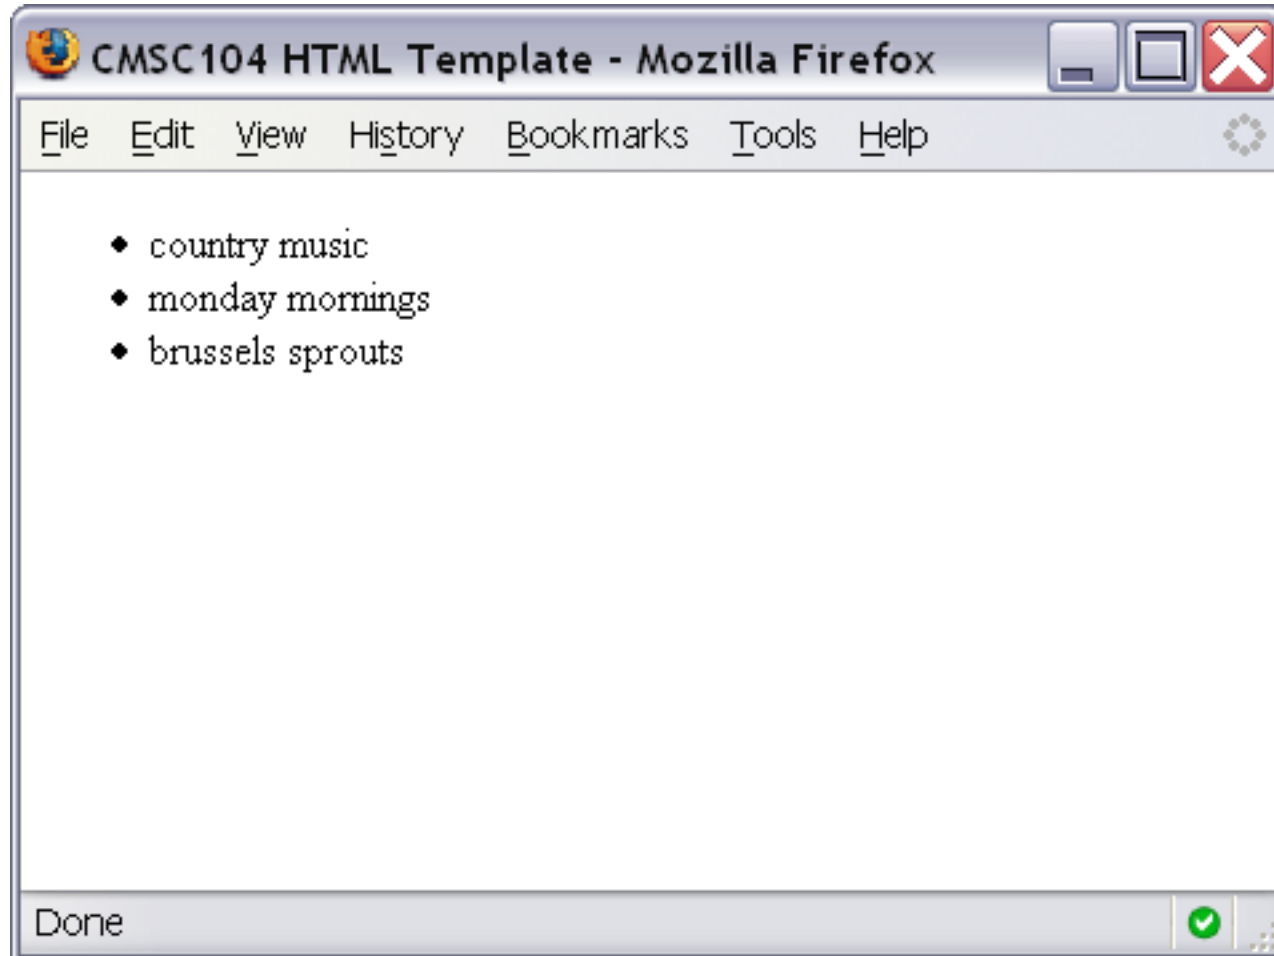 CMSC104 HTML Template - Mozilla Firefox
File Edit View History Bookmarks Tools Help
• country music
• monday mornings
• brussels sprouts
Done